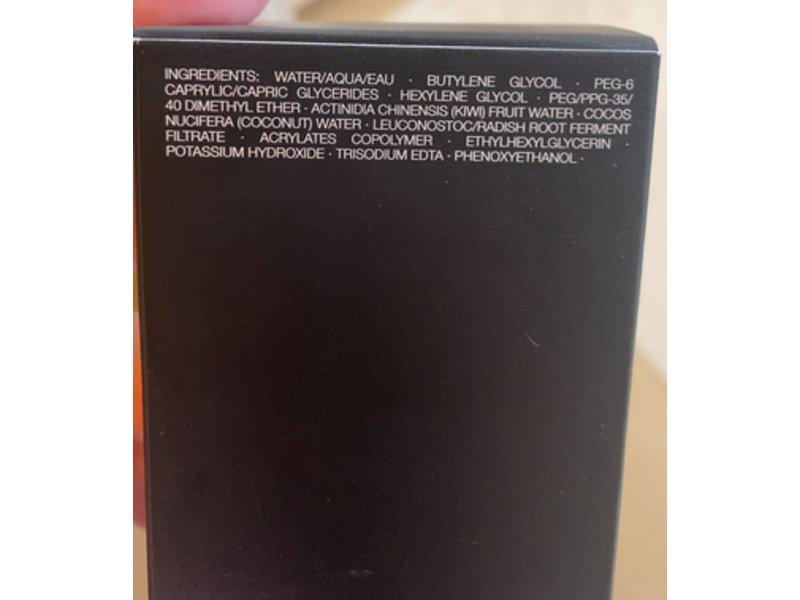 INGREDIENTS: WATER/AQUA/EAU · BUTYLENE GLYCOL · PEG-6
CAPRYLIC/CAPRIC GLYCERIDES · HEXYLENE GLYCOL · PEG/PPG-35/
40 DIMETHYL ETHER · ACTINIDIA CHINENSIS (KIWI) FRUIT WATER · COCOS
NUCIFERA (COCONUT) WATER · LEUCONOSTOC/RADISH ROOT FERMENT
FILTRATE · ACRYLATES COPOLYMER · ETHYLHEXYLGLYCERIN ·
POTASSIUM HYDROXIDE · TRISODIUM EDTA · PHENOXYETHANOL ·